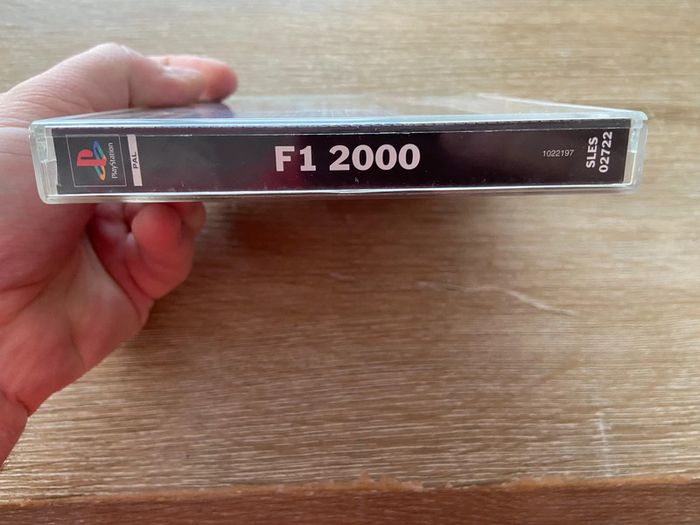 PlayStation
PAL
F1 2000
1022197
SLES
02722